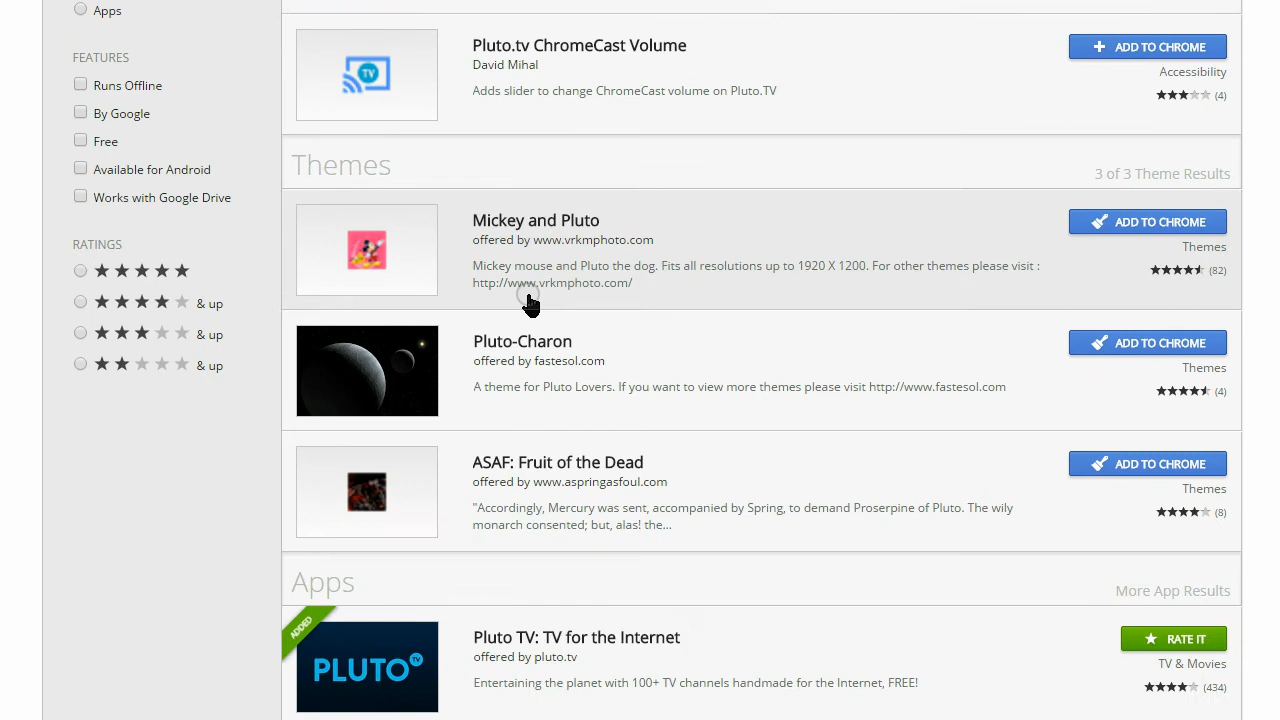 Apps
FEATURES
Runs Offline
By Google
Free
Available for Android
Works with Google Drive
RATINGS
& up
& up
& up
TV
Pluto.tv ChromeCast Volume
David Mihal
Adds slider to change ChromeCast volume on Pluto.TV
ADD TO CHROME
Accessibility
(4)
Themes
3 of 3 Theme Results
Mickey and Pluto
offered by www.vrkmphoto.com
Mickey mouse and Pluto the dog. Fits all resolutions up to 1920 X 1200. For other themes please visit :
http://www.vrkmphoto.com/
ADD TO CHROME
Themes
(82)
Pluto-Charon
offered by fastesol.com
A theme for Pluto Lovers. If you want to view more themes please visit http://www.fastesol.com
ADD TO CHROME
Themes
(4)
ASAF: Fruit of the Dead
offered by www.aspringasfoul.com
"Accordingly, Mercury was sent, accompanied by Spring, to demand Proserpine of Pluto. The wily
monarch consented; but, alas! the...
ADD TO CHROME
Themes
(8)
Apps
More App Results
ADDED
PLUTO TV
Pluto TV: TV for the Internet
offered by pluto.tv
Entertaining the planet with 100+ TV channels handmade for the Internet, FREE!
RATE IT
TV & Movies
(434)